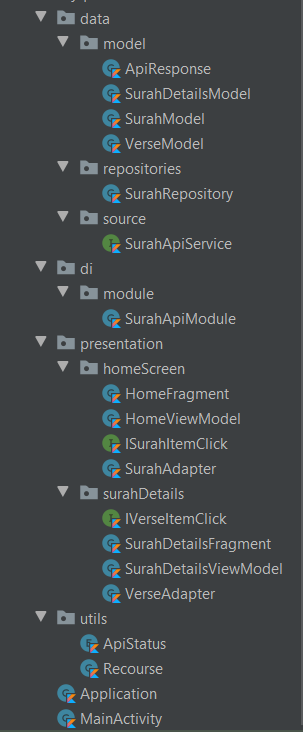 data
model
ApiResponse
SurahDetailsModel
SurahModel
VerseModel
repositories
SurahRepository
source
SurahApiService
di
module
SurahApiModule
presentation
homeScreen
HomeFragment
HomeViewModel
ISurahItemClick
SurahAdapter
surahDetails
IVerseItemClick
SurahDetailsFragment
SurahDetailsViewModel
VerseAdapter
utils
ApiStatus
Recourse
Application
MainActivity